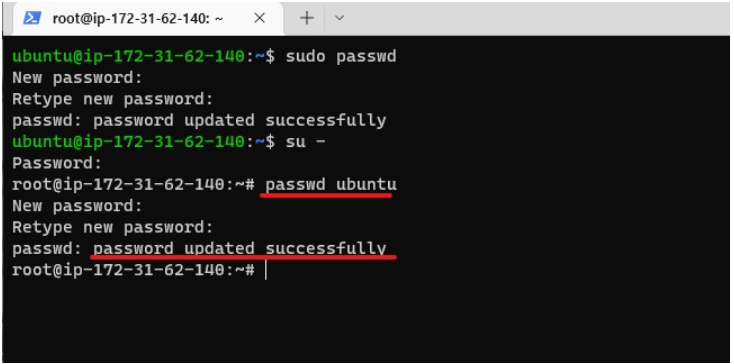 root@ip-172-31-62-140: ~
ubuntu@ip-172-31-62-140:~$ sudo passwd
New password:
Retype new password:
passwd: password updated successfully
ubuntu@ip-172-31-62-140:~$ su -
Password:
root@ip-172-31-62-140:~# passwd ubuntu
New password:
Retype new password:
passwd: password updated successfully
root@ip-172-31-62-140:~#